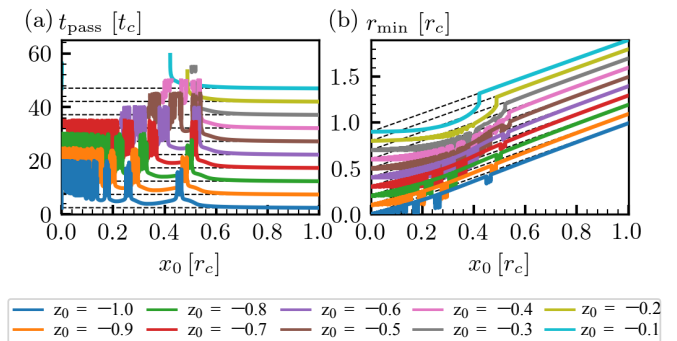 (a) t_pass [t_c]
60
40
20
0
0.0 0.2 0.4 0.6 0.8 1.0
x_0 [r_c]
(b) r_min [r_c]
1.5
1.0
0.5
0.0
0.0 0.2 0.4 0.6 0.8 1.0
x_0 [r_c]
z_0 = −1.0 z_0 = −0.8 z_0 = −0.6 z_0 = −0.4 z_0 = −0.2
z_0 = −0.9 z_0 = −0.7 z_0 = −0.5 z_0 = −0.3 z_0 = −0.1